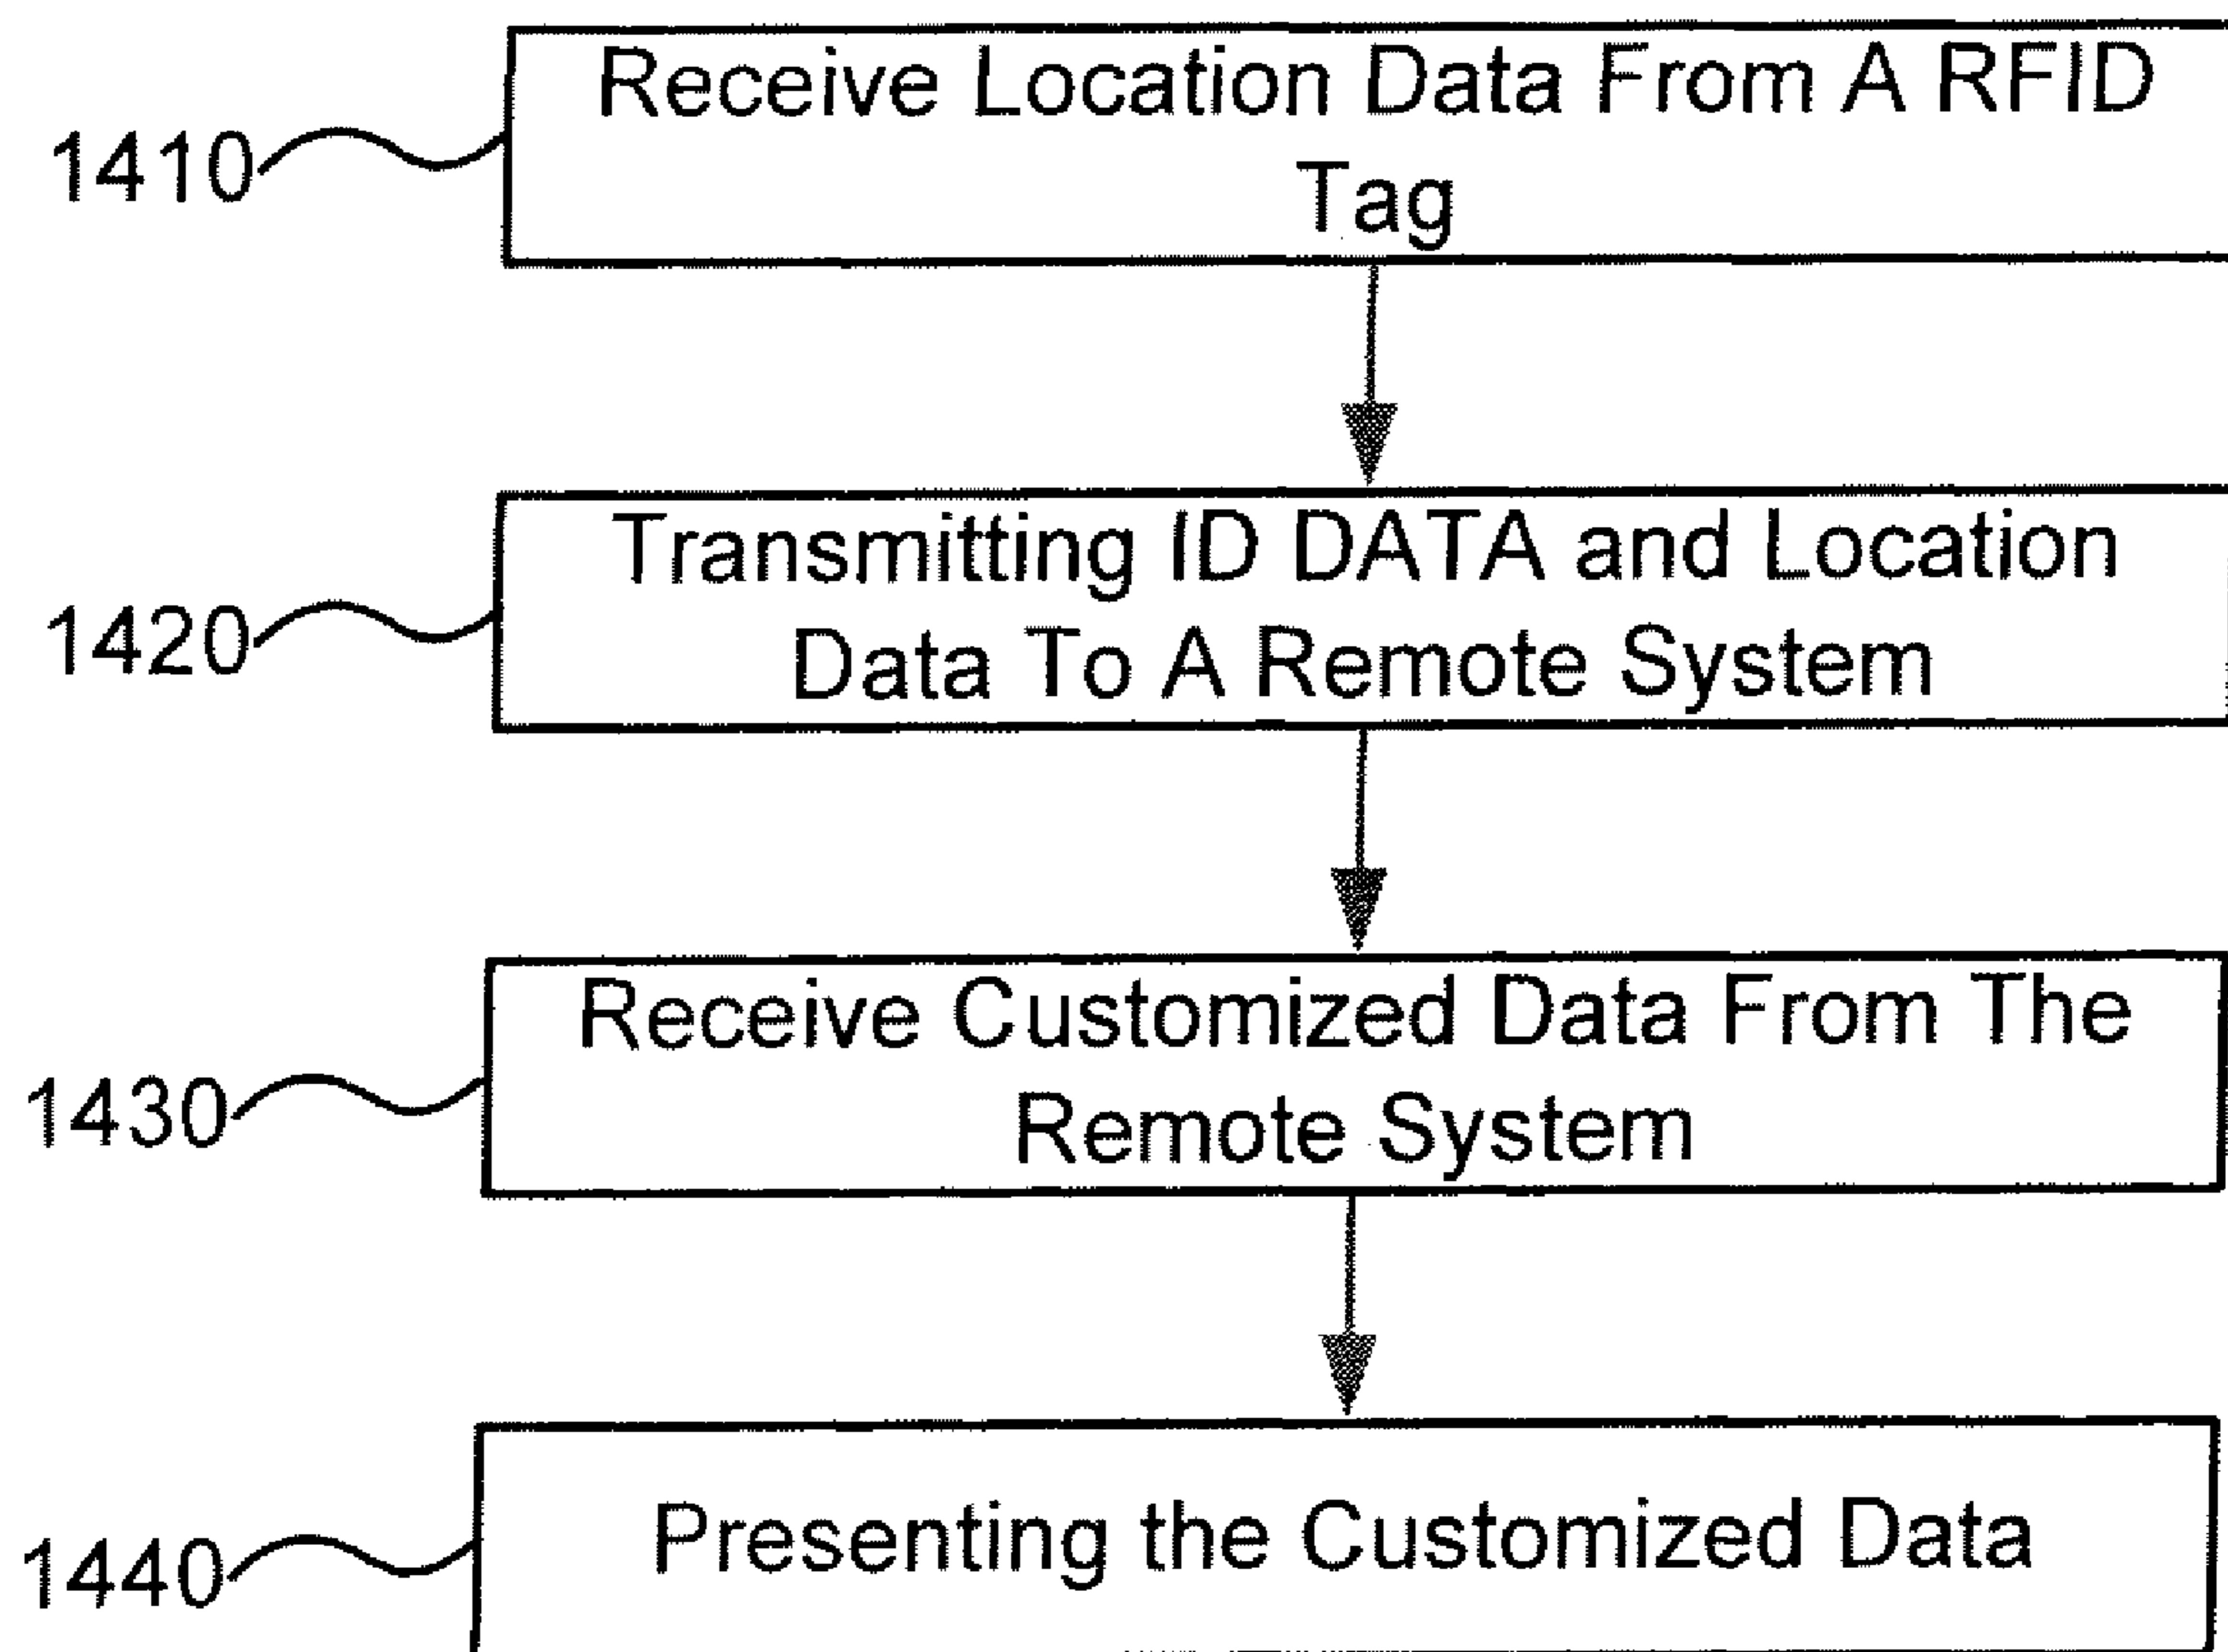 1410
Receive Location Data From A RFID
Tag
1420
Transmitting ID DATA and Location
Data To A Remote System
1430
Receive Customized Data From The
Remote System
1440
Presenting the Customized Data